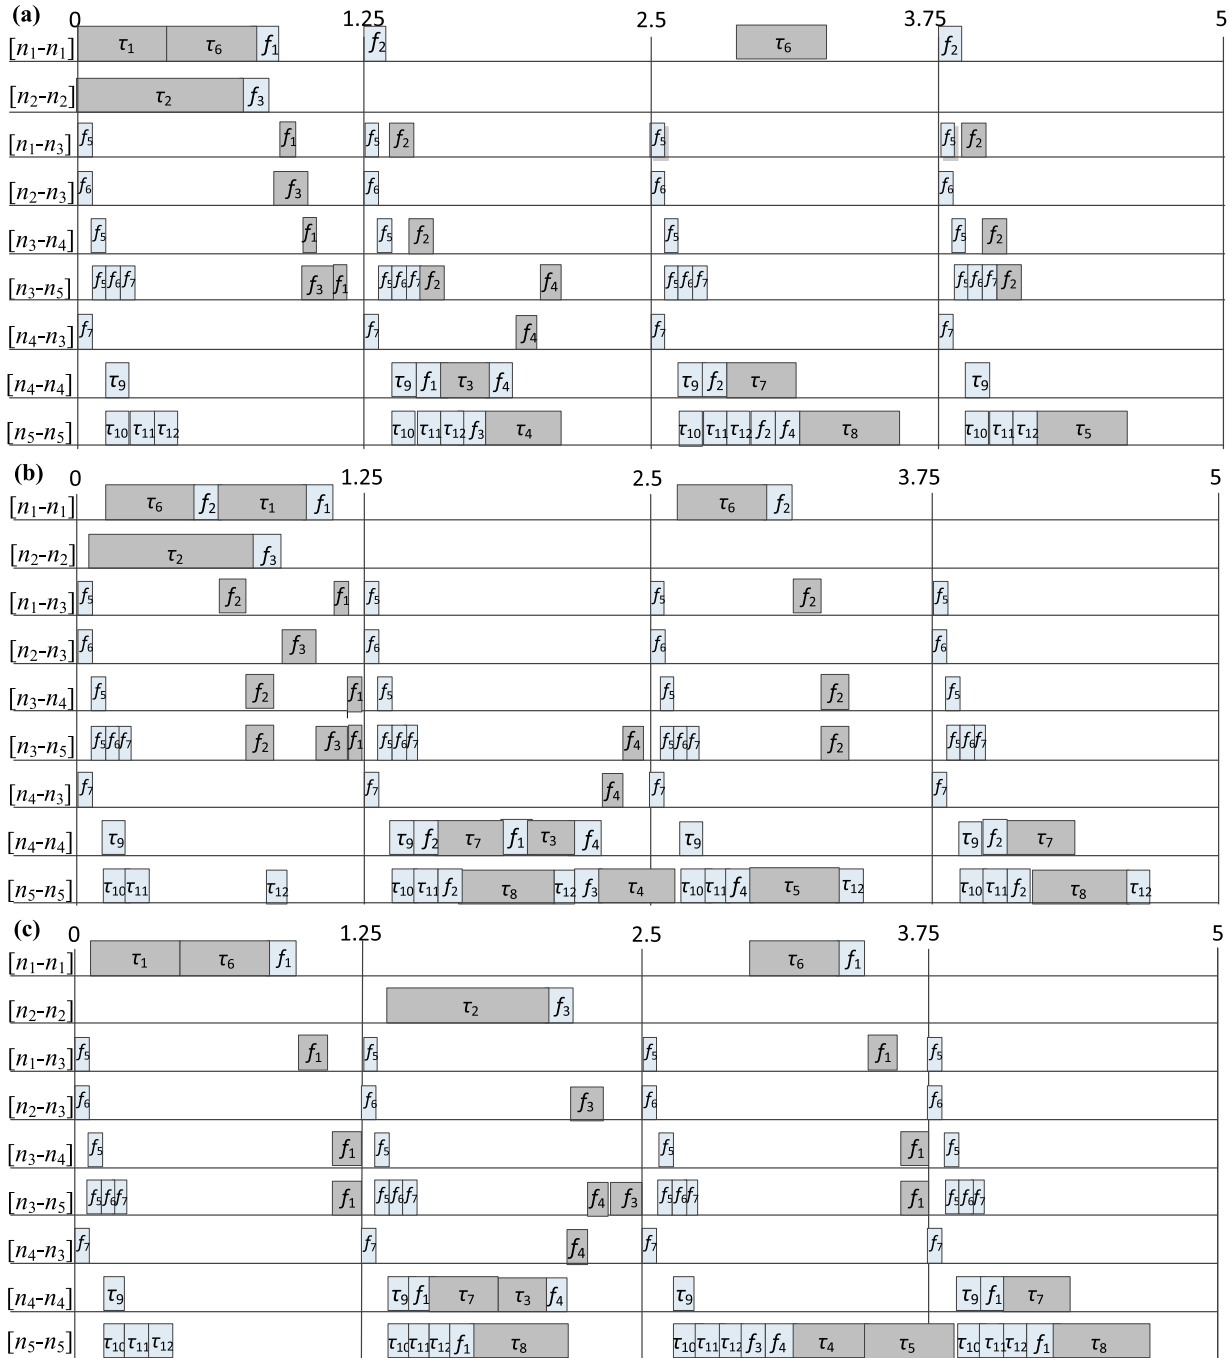 (a) 0 1.25 2.5 3.75 5
[n₁-n₁] τ₁ τ₆ f₁ f₂ τ₆ f₂
[n₂-n₂] τ₂ f₃
[n₁-n₃] f₅ f₁ f₅ f₂ f₅ f₅ f₂
[n₂-n₃] f₆ f₃ f₆ f₆ f₆
[n₃-n₄] f₅ f₁ f₅ f₂ f₅ f₅ f₂
[n₃-n₅] f₅ f₆ f₇ f₃ f₁ f₅ f₆ f₇ f₂ f₄ f₅ f₆ f₇ f₅ f₆ f₇ f₂
[n₄-n₃] f₇ f₇ f₄ f₇ f₇
[n₄-n₄] τ₉ τ₉ f₁ τ₃ f₄ τ₉ f₂ τ₇ τ₉
[n₅-n₅] τ₁₀ τ₁₁ τ₁₂ τ₁₀ τ₁₁ τ₁₂ f₃ τ₄ τ₁₀ τ₁₁ τ₁₂ f₂ f₄ τ₈ τ₁₀ τ₁₁ τ₁₂ τ₅
(b) 0 1.25 2.5 3.75 5
[n₁-n₁] τ₆ f₂ τ₁ f₁ τ₆ f₂
[n₂-n₂] τ₂ f₃
[n₁-n₃] f₅ f₂ f₁ f₅ f₅ f₂ f₅
[n₂-n₃] f₆ f₃ f₆ f₆ f₆
[n₃-n₄] f₅ f₂ f₁ f₅ f₅ f₂ f₅
[n₃-n₅] f₅ f₆ f₇ f₂ f₃ f₁ f₅ f₆ f₇ f₄ f₅ f₆ f₇ f₂ f₅ f₆ f₇
[n₄-n₃] f₇ f₇ f₄ f₇ f₇
[n₄-n₄] τ₉ τ₉ f₂ τ₇ f₁ τ₃ f₄ τ₉ τ₉ f₂ τ₇
[n₅-n₅] τ₁₀ τ₁₁ τ₁₂ τ₁₀ τ₁₁ f₂ τ₈ τ₁₂ f₃ τ₄ τ₁₀ τ₁₁ f₄ τ₅ τ₁₂ τ₁₀ τ₁₁ f₂ τ₈ τ₁₂
(c) 0 1.25 2.5 3.75 5
[n₁-n₁] τ₁ τ₆ f₁ τ₆ f₁
[n₂-n₂] τ₂ f₃
[n₁-n₃] f₅ f₁ f₅ f₅ f₁ f₅
[n₂-n₃] f₆ f₆ f₃ f₆ f₆
[n₃-n₄] f₅ f₁ f₅ f₅ f₁ f₅
[n₃-n₅] f₅ f₆ f₇ f₁ f₅ f₆ f₇ f₄ f₃ f₅ f₆ f₇ f₁ f₅ f₆ f₇
[n₄-n₃] f₇ f₇ f₄ f₇ f₇
[n₄-n₄] τ₉ τ₉ f₁ τ₇ τ₃ f₄ τ₉ τ₉ f₁ τ₇
[n₅-n₅] τ₁₀ τ₁₁ τ₁₂ τ₁₀ τ₁₁ τ₁₂ f₁ τ₈ τ₁₀ τ₁₁ τ₁₂ f₃ f₄ τ₄ τ₅ τ₁₀ τ₁₁ τ₁₂ f₁ τ₈